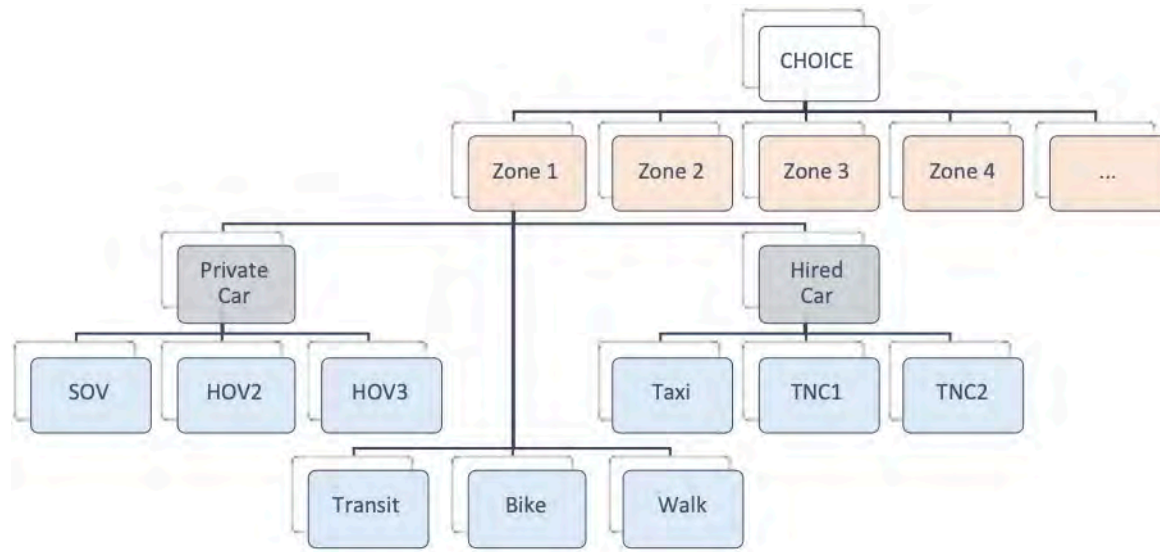 CHOICE
Zone 1
Zone 2
Zone 3
Zone 4
...
Private
Car
Hired
Car
SOV
HOV2
HOV3
Taxi
TNC1
TNC2
Transit
Bike
Walk